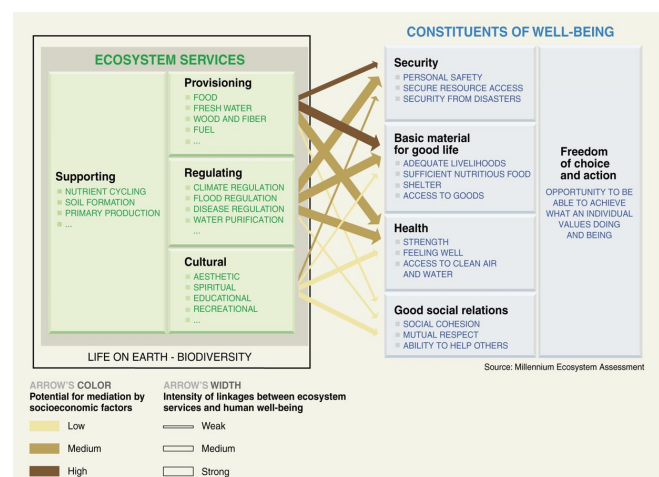 CONSTITUENTS OF WELL-BEING
ECOSYSTEM SERVICES
Supporting
NUTRIENT CYCLING
SOIL FORMATION
PRIMARY PRODUCTION
...
Provisioning
FOOD
FRESH WATER
WOOD AND FIBER
FUEL
...
Regulating
CLIMATE REGULATION
FLOOD REGULATION
DISEASE REGULATION
WATER PURIFICATION
...
Cultural
AESTHETIC
SPIRITUAL
EDUCATIONAL
RECREATIONAL
...
LIFE ON EARTH - BIODIVERSITY
Security
PERSONAL SAFETY
SECURE RESOURCE ACCESS
SECURITY FROM DISASTERS
Basic material
for good life
ADEQUATE LIVELIHOODS
SUFFICIENT NUTRITIOUS FOOD
SHELTER
ACCESS TO GOODS
Health
STRENGTH
FEELING WELL
ACCESS TO CLEAN AIR
AND WATER
Good social relations
SOCIAL COHESION
MUTUAL RESPECT
ABILITY TO HELP OTHERS
Freedom
of choice
and action
OPPORTUNITY TO BE
ABLE TO ACHIEVE
WHAT AN INDIVIDUAL
VALUES DOING
AND BEING
Source: Millennium Ecosystem Assessment
ARROW'S COLOR
Potential for mediation by
socioeconomic factors
Low
Medium
High
ARROW'S WIDTH
Intensity of linkages between ecosystem
services and human well-being
Weak
Medium
Strong